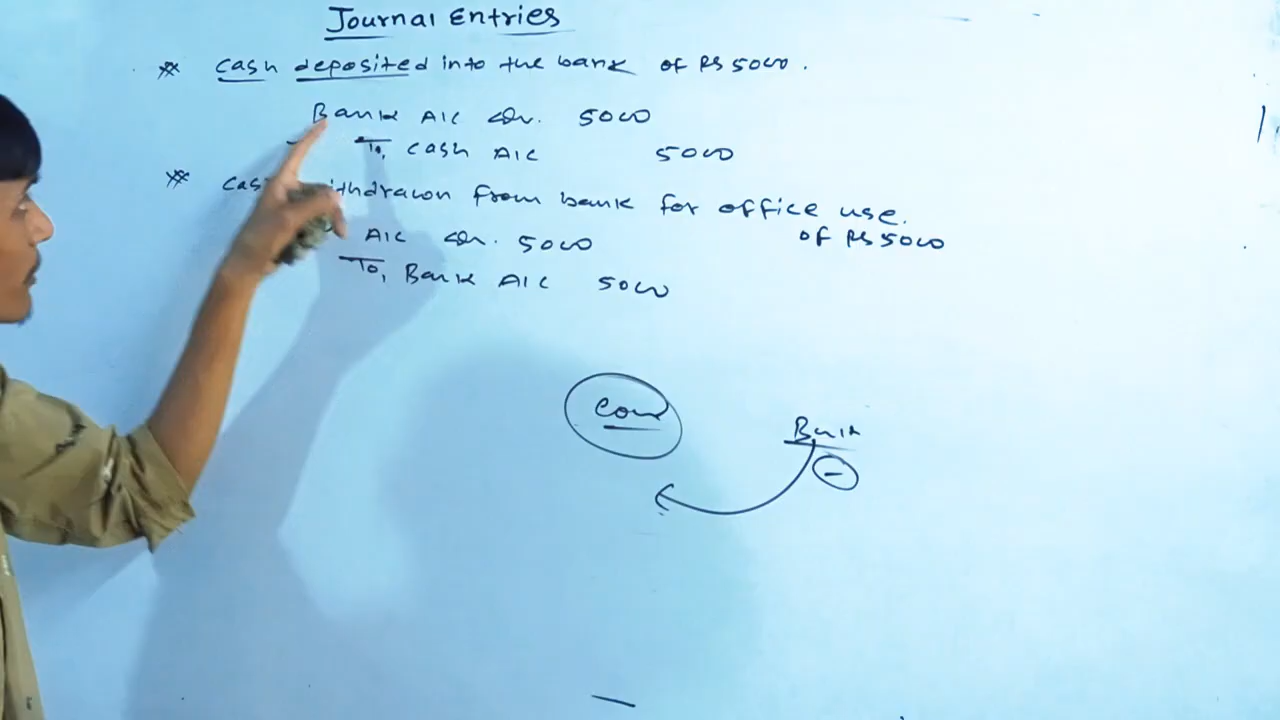 Journal Entries
** cash deposited into the bank of Rs 5000.
Bank A/C Dr. 5000
To, cash A/C 5000
** withdrawn from bank for office use.
of Rs 5000
A/C Dr. 5000
To, Bank A/C 5000
Bank
-